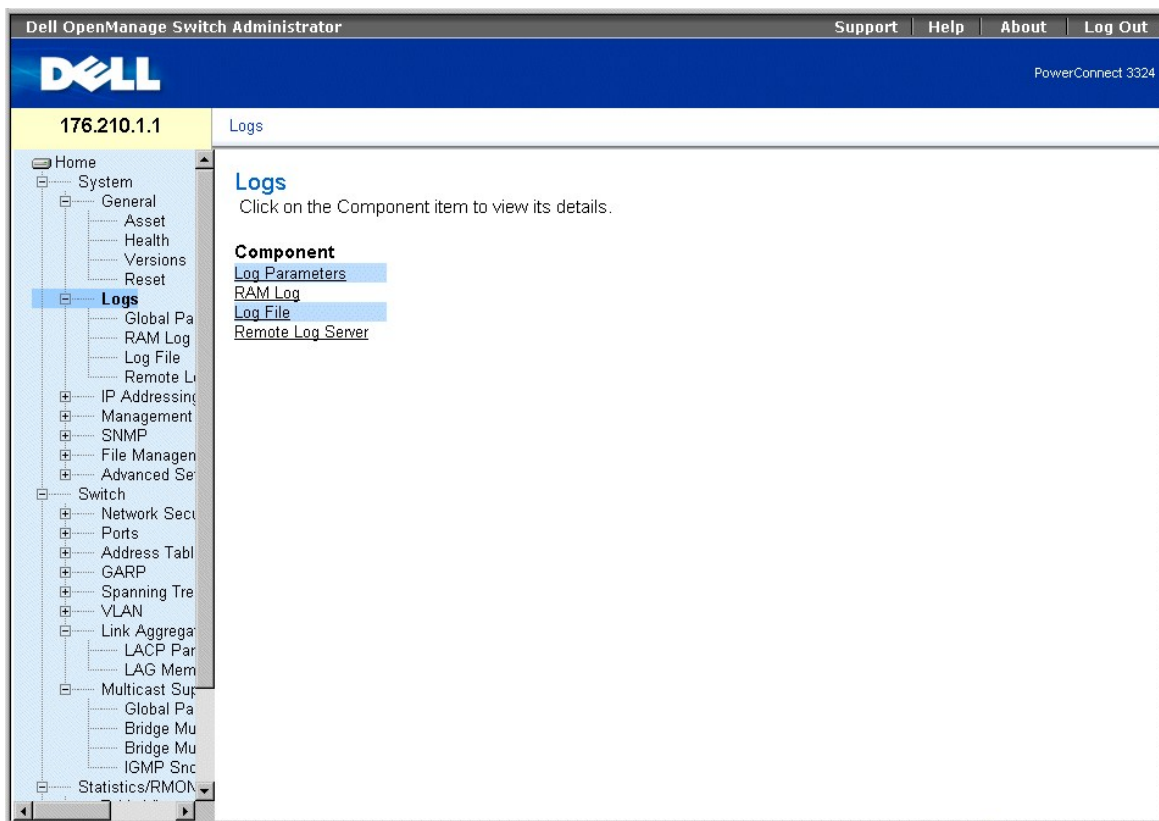 Dell OpenManage Switch Administrator
Support | Help | About | Log Out
DELL
PowerConnect 3324
176.210.1.1
Logs
Home
System
General
Asset
Health
Versions
Reset
Logs
Global Pa
RAM Log
Log File
Remote L
IP Addressing
Management
SNMP
File Managen
Advanced Se
Switch
Network Secu
Ports
Address Tabl
GARP
Spanning Tre
VLAN
Link Aggrega
LACP Par
LAG Mem
Multicast Sup
Global Pa
Bridge Mu
Bridge Mu
IGMP Sno
Statistics/RMON
Logs
Click on the Component item to view its details.
Component
Log Parameters
RAM Log
Log File
Remote Log Server